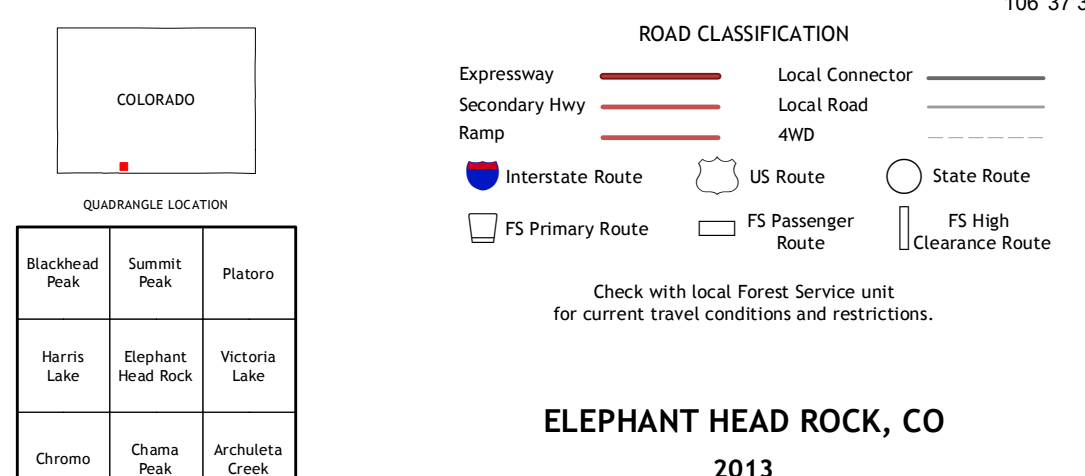 106 37 3
COLORADO
QUADRANGLE LOCATION
Blackhead
Peak
Summit
Peak
Platoro
Harris
Lake
Elephant
Head Rock
Victoria
Lake
Chromo
Chama
Peak
Archuleta
Creek
ROAD CLASSIFICATION
Expressway
Local Connector
Secondary Hwy
Local Road
Ramp
4WD
Interstate Route
US Route
State Route
FS Primary Route
FS Passenger
Route
FS High
Clearance Route
Check with local Forest Service unit
for current travel conditions and restrictions.
ELEPHANT HEAD ROCK, CO
2013